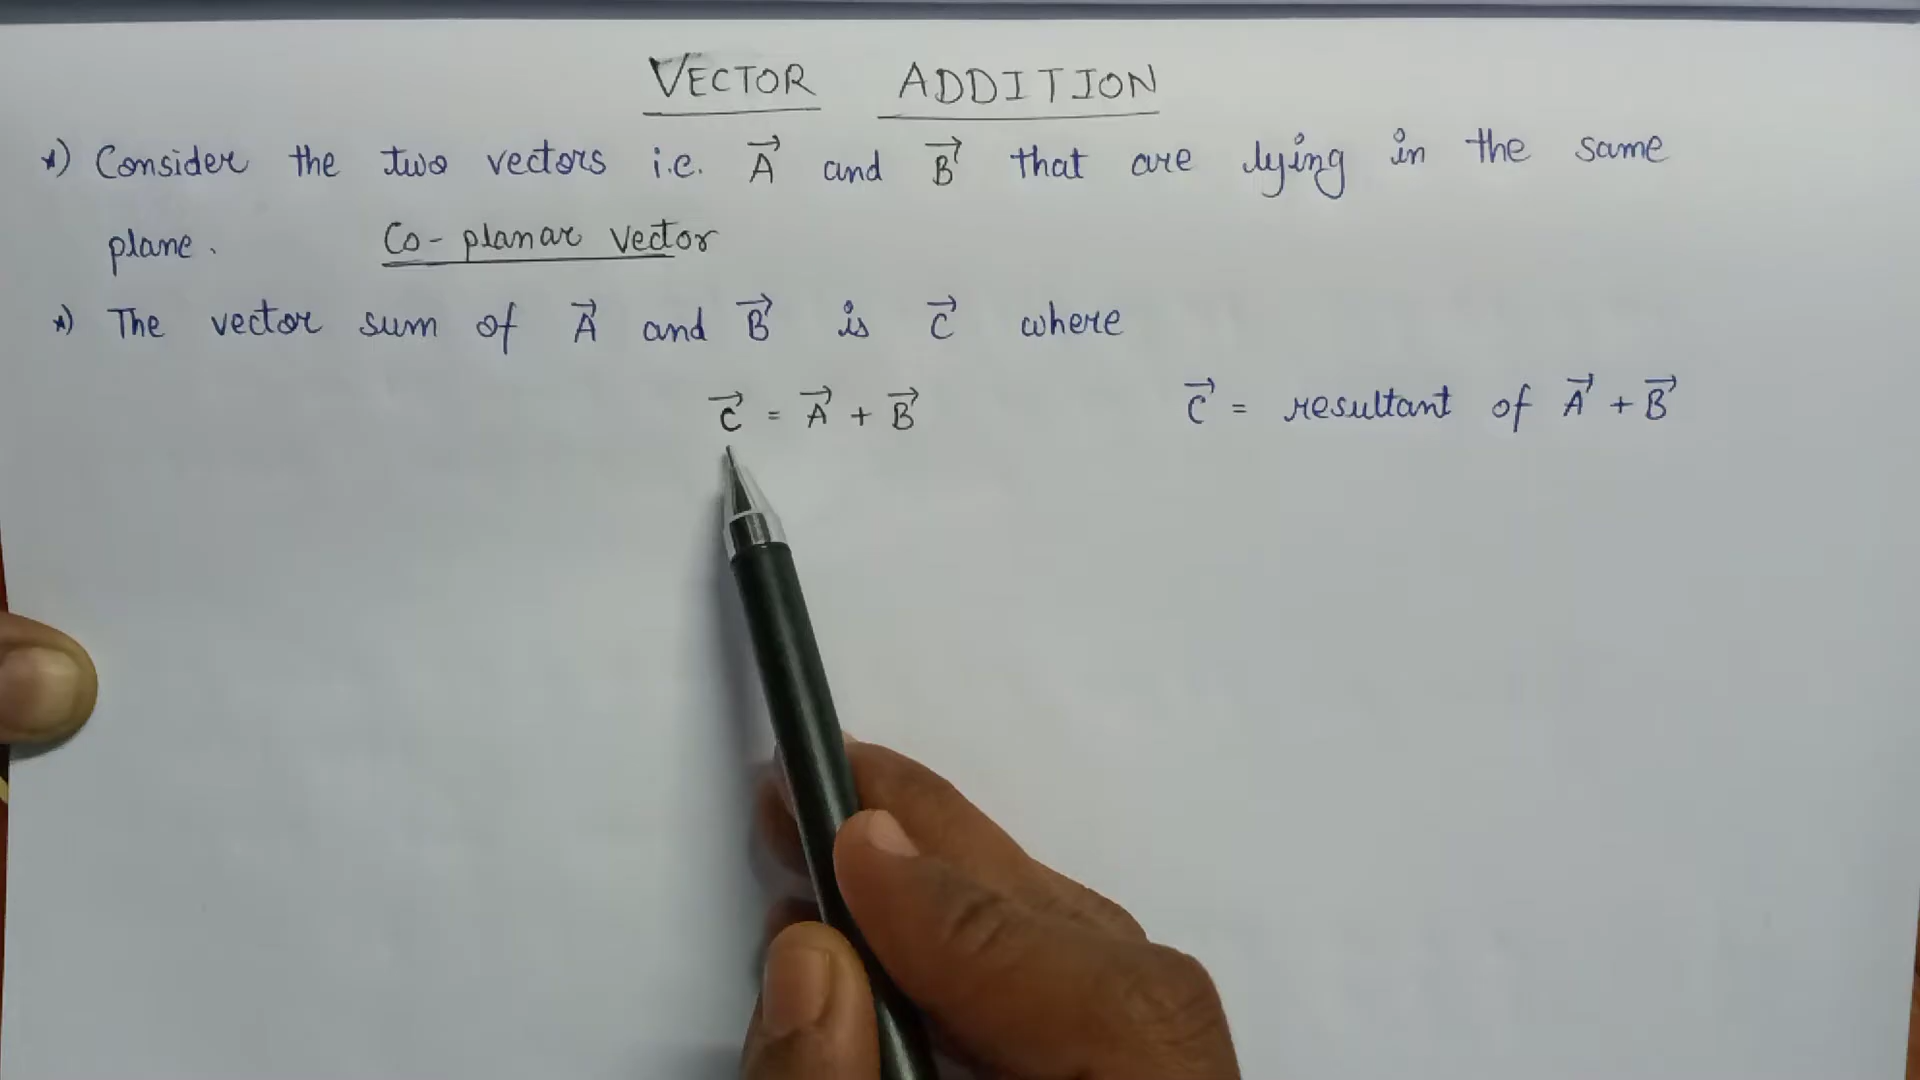 VECTOR ADDITION
*) Consider the two vectors i.e. A⃗ and B⃗ that are lying in the same
plane. Co-planar vector
*) The vector sum of A⃗ and B⃗ is C⃗ where
C⃗ = A⃗ + B⃗ C⃗ = resultant of A⃗ + B⃗